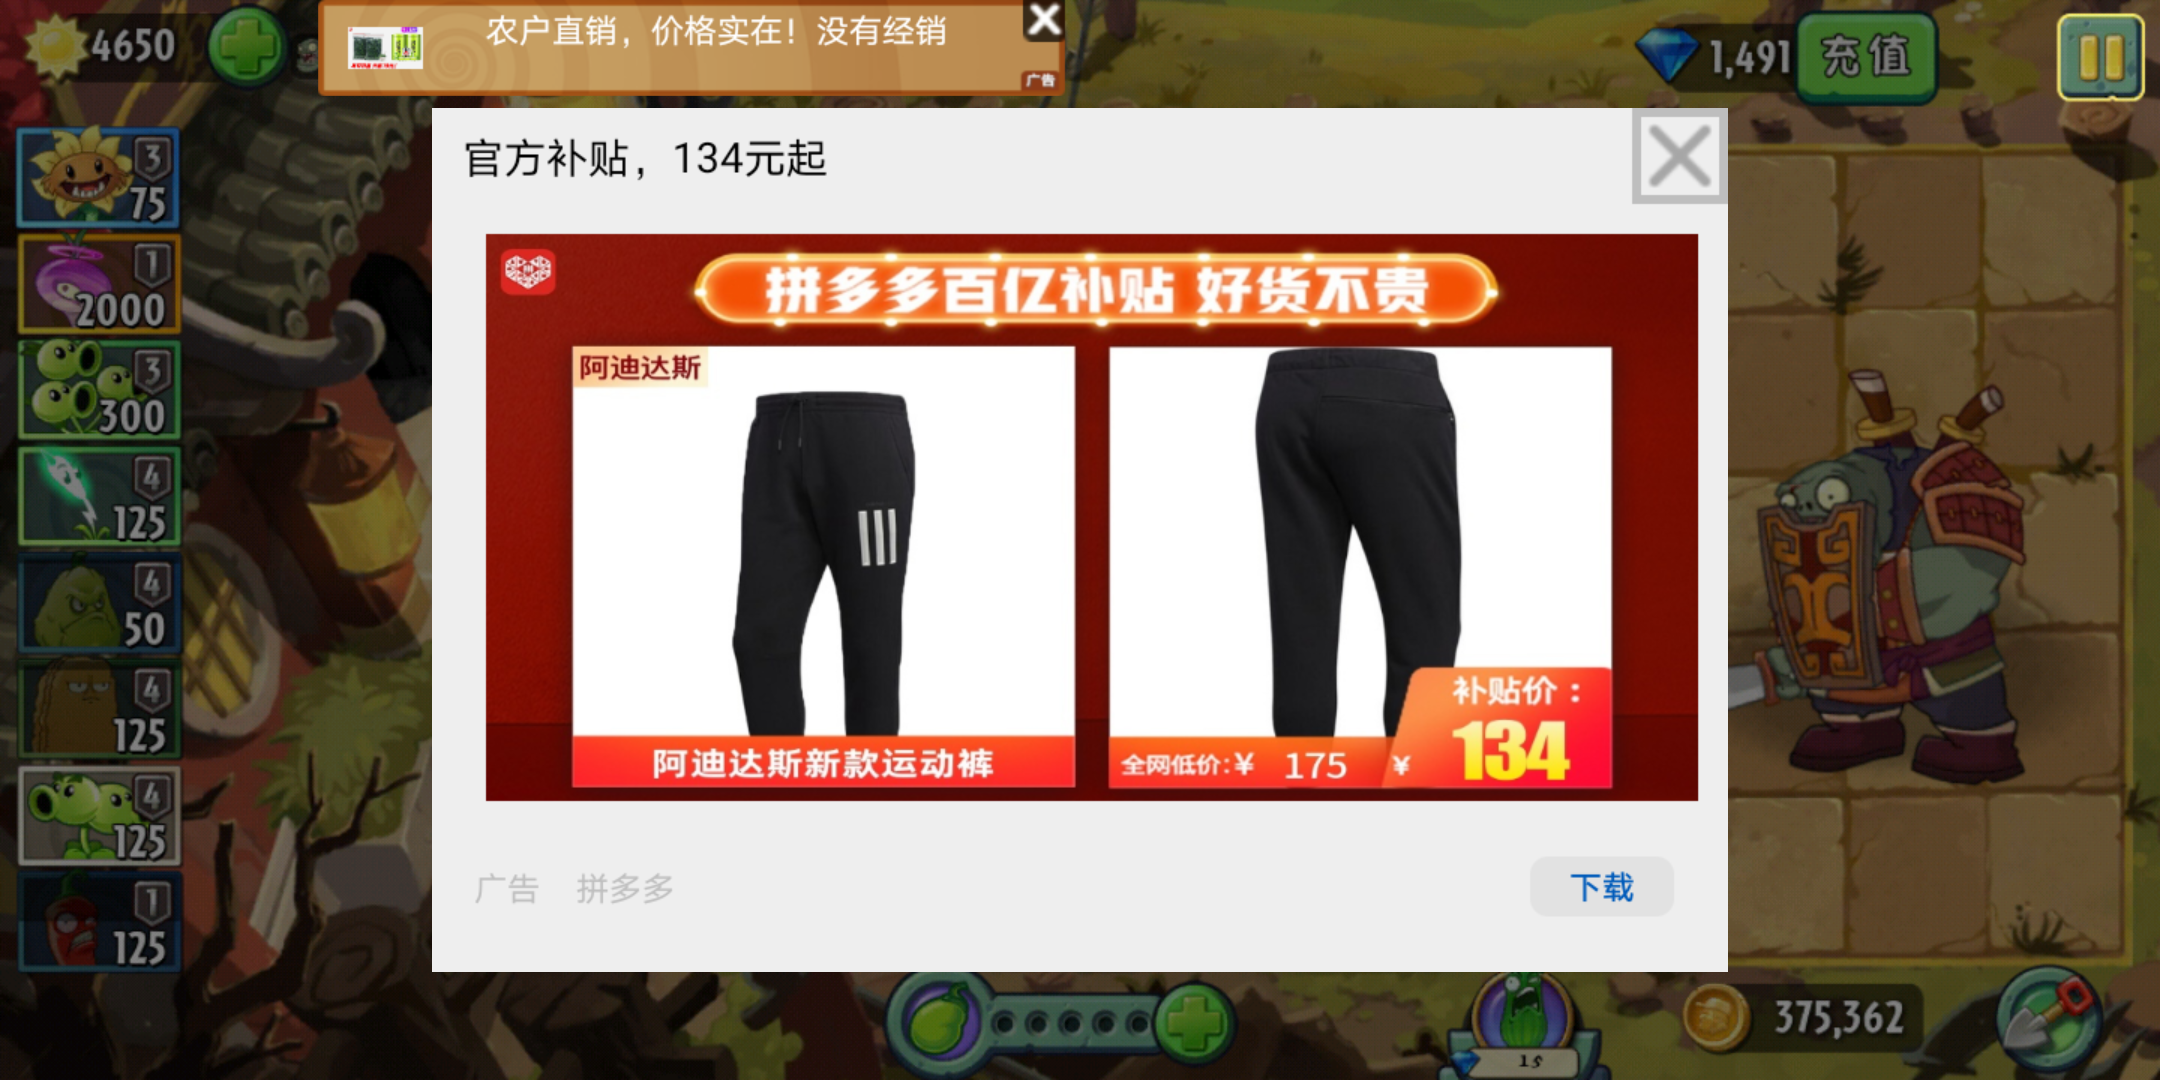 4650
农户直销，价格实在！没有经销
广告
1,491
充值
官方补贴，134元起
3
75
1
2000
3
300
4
125
4
50
4
125
4
125
1
125
拼多多百亿补贴 好货不贵
阿迪达斯
阿迪达斯新款运动裤
补贴价：
全网低价:¥ 175
¥ 134
广告 拼多多
下载
15
375,362